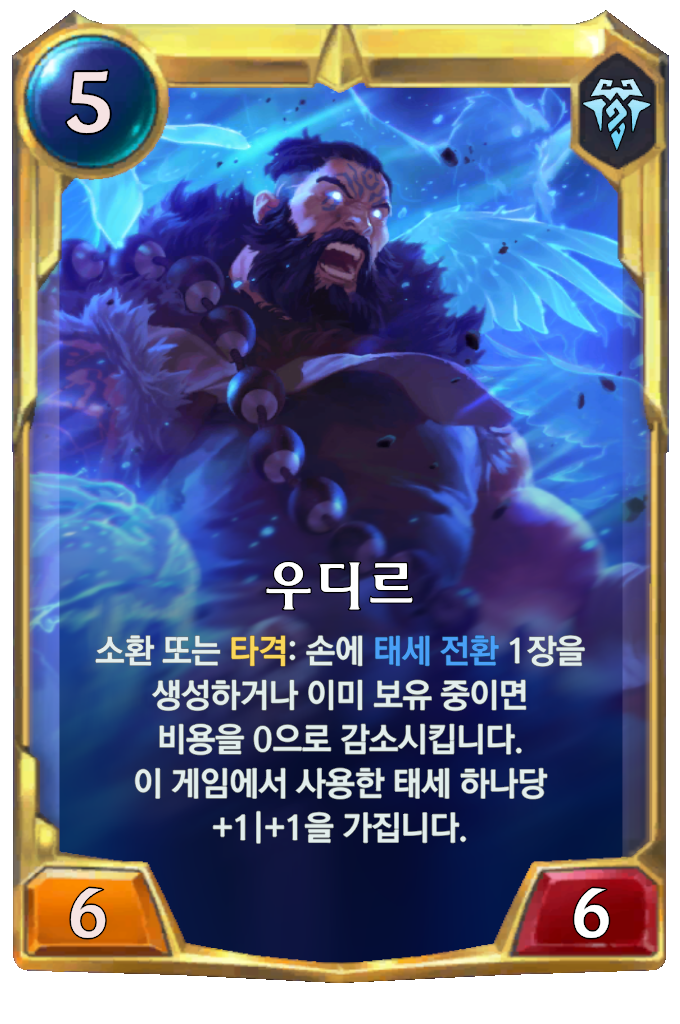 5
우디르
소환 또는 타격: 손에 태세 전환 1장을
생성하거나 이미 보유 중이면
비용을 0으로 감소시킵니다.
이 게임에서 사용한 태세 하나당
+1|+1을 가집니다.
6
6